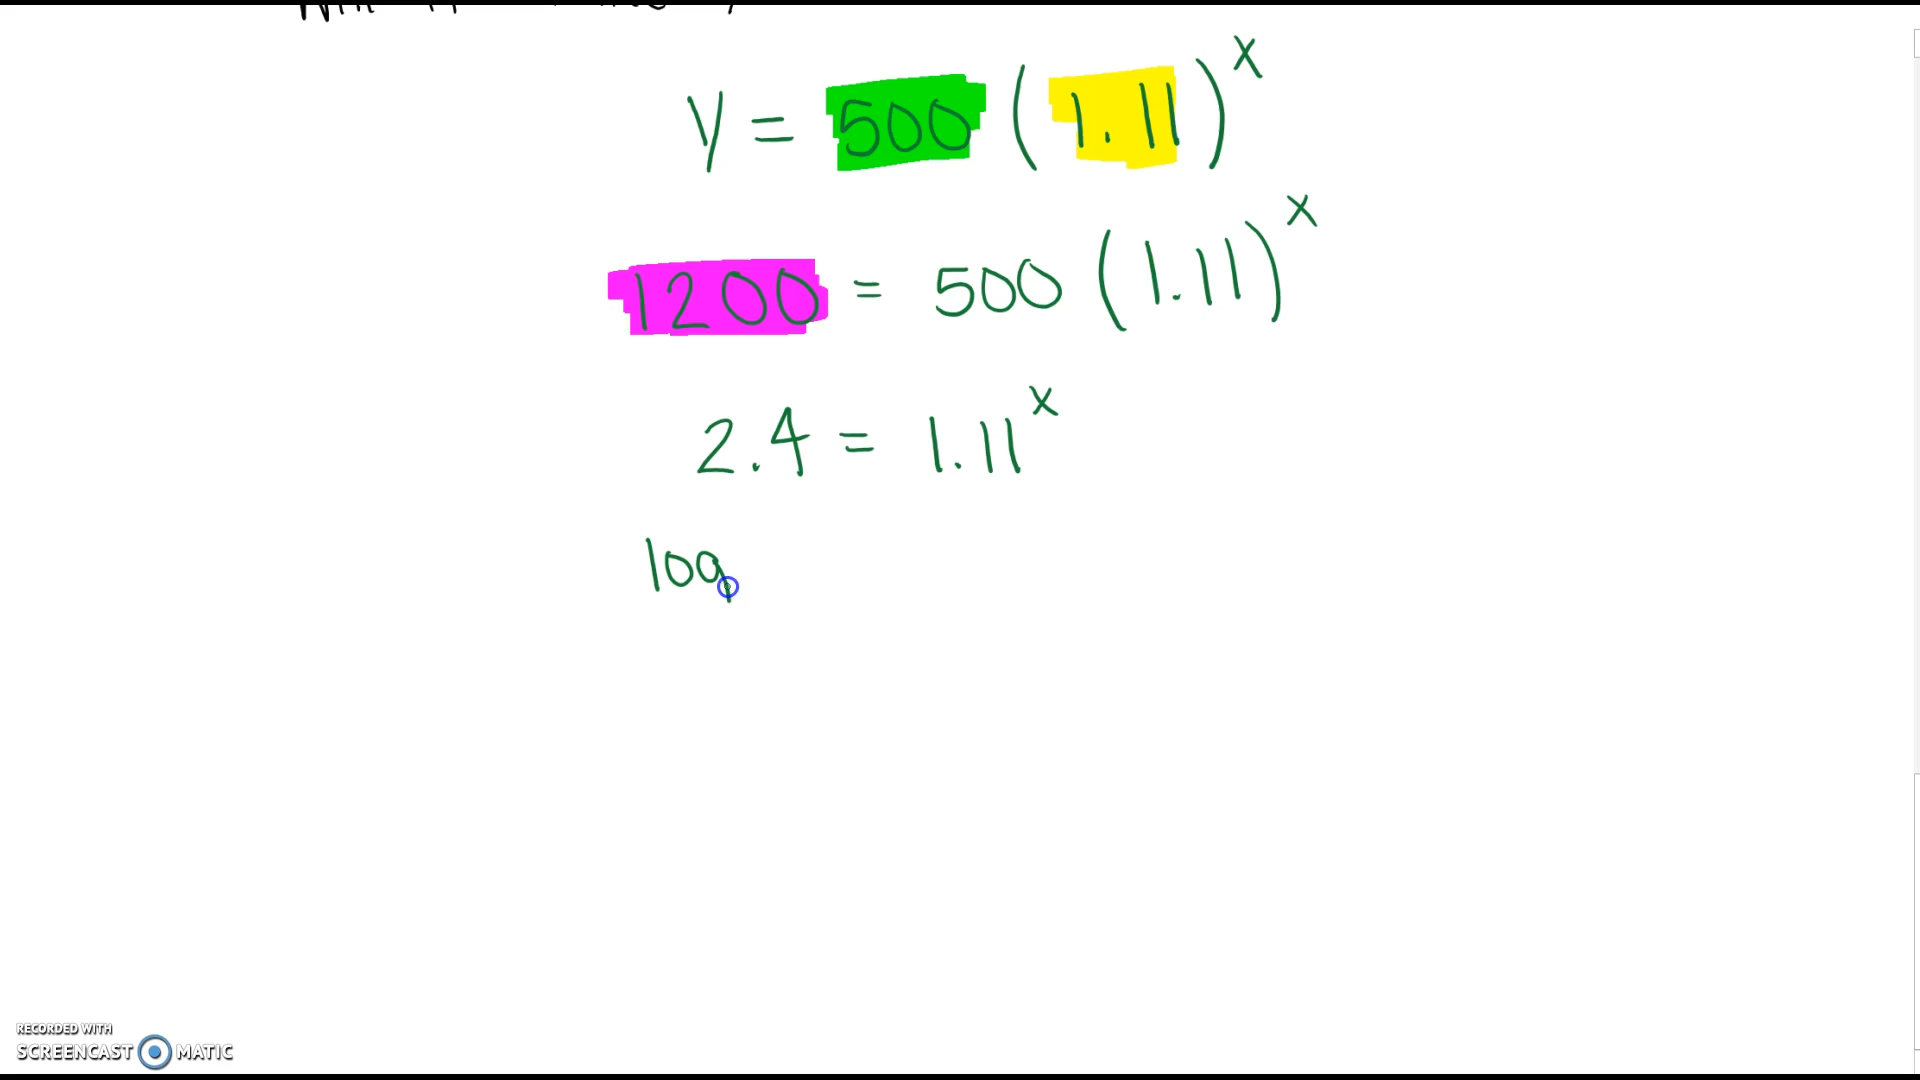 y = 500 (1.11)^x
1200 = 500 (1.11)^x
2.4 = 1.11^x
log
RECORDED WITH
SCREENCAST MATIC